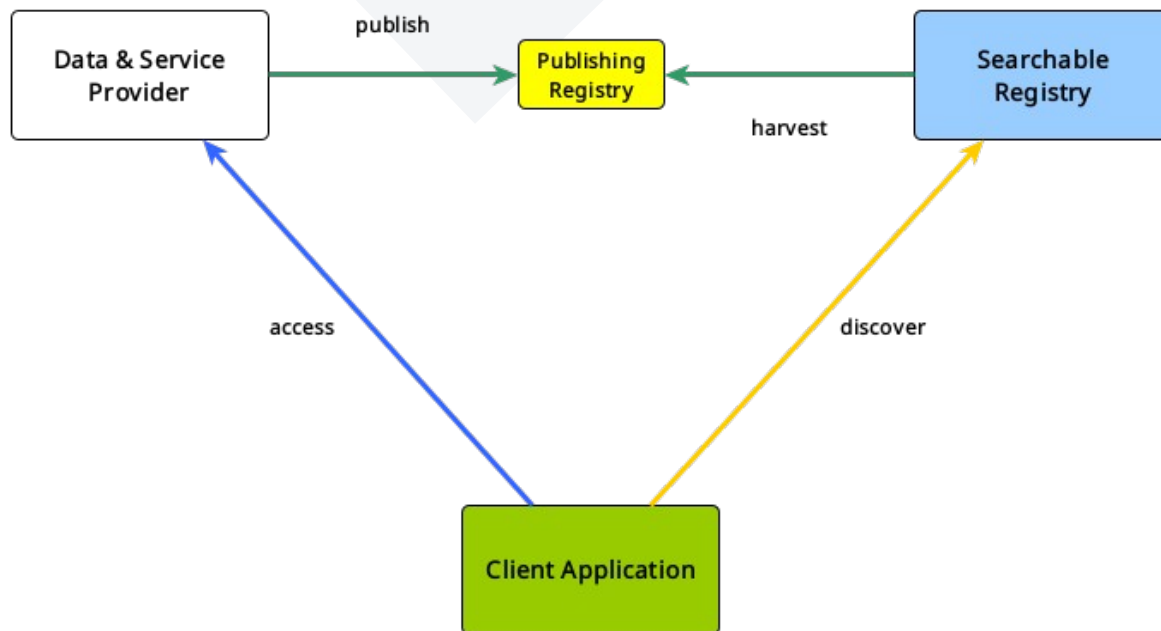 publish
Data & Service
Provider
Publishing
Registry
Searchable
Registry
harvest
access
discover
Client Application